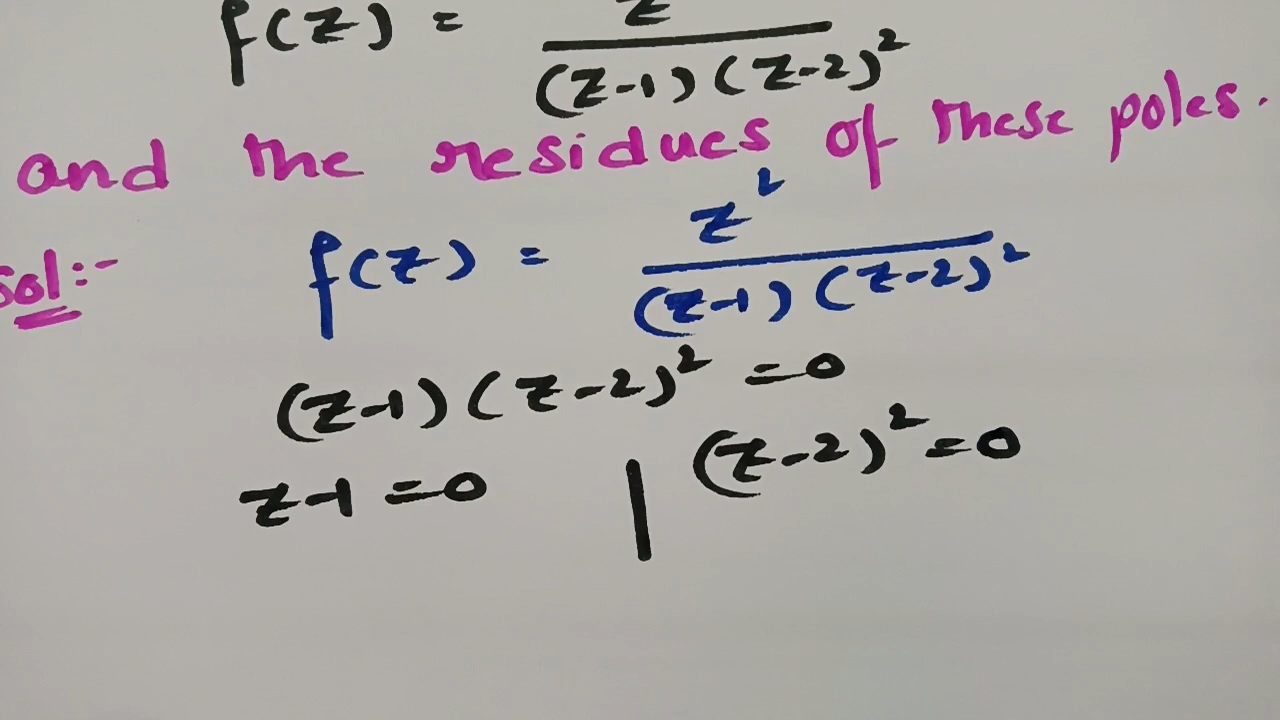 f(z) = z / (z-1)(z-2)²
and the residues of these poles.
Sol:- f(z) = z² / (z-1)(z-2)²
(z-1)(z-2)² = 0
z-1 = 0 | (z-2)² = 0